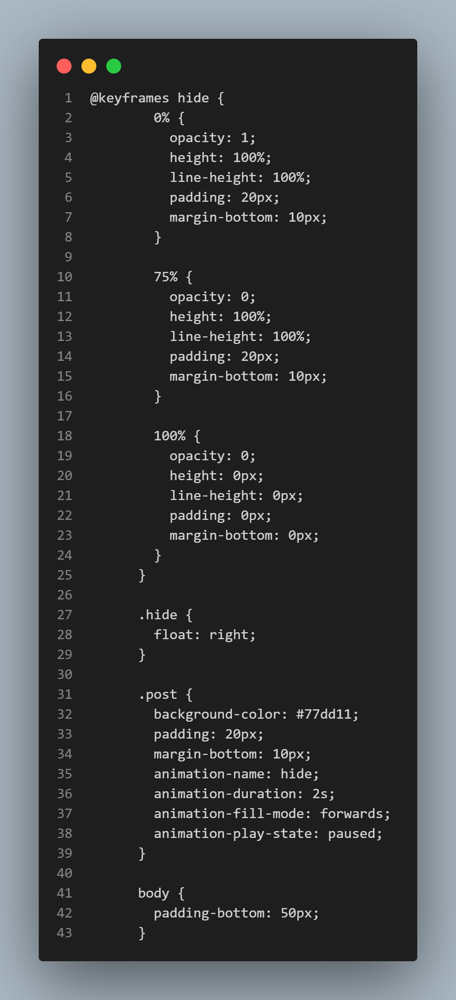 1 @keyframes hide {
2         0% {
3           opacity: 1;
4           height: 100%;
5           line-height: 100%;
6           padding: 20px;
7           margin-bottom: 10px;
8         }
9
10         75% {
11           opacity: 0;
12           height: 100%;
13           line-height: 100%;
14           padding: 20px;
15           margin-bottom: 10px;
16         }
17
18         100% {
19           opacity: 0;
20           height: 0px;
21           line-height: 0px;
22           padding: 0px;
23           margin-bottom: 0px;
24         }
25       }
26
27       .hide {
28         float: right;
29       }
30
31       .post {
32         background-color: #77dd11;
33         padding: 20px;
34         margin-bottom: 10px;
35         animation-name: hide;
36         animation-duration: 2s;
37         animation-fill-mode: forwards;
38         animation-play-state: paused;
39       }
40
41       body {
42         padding-bottom: 50px;
43       }